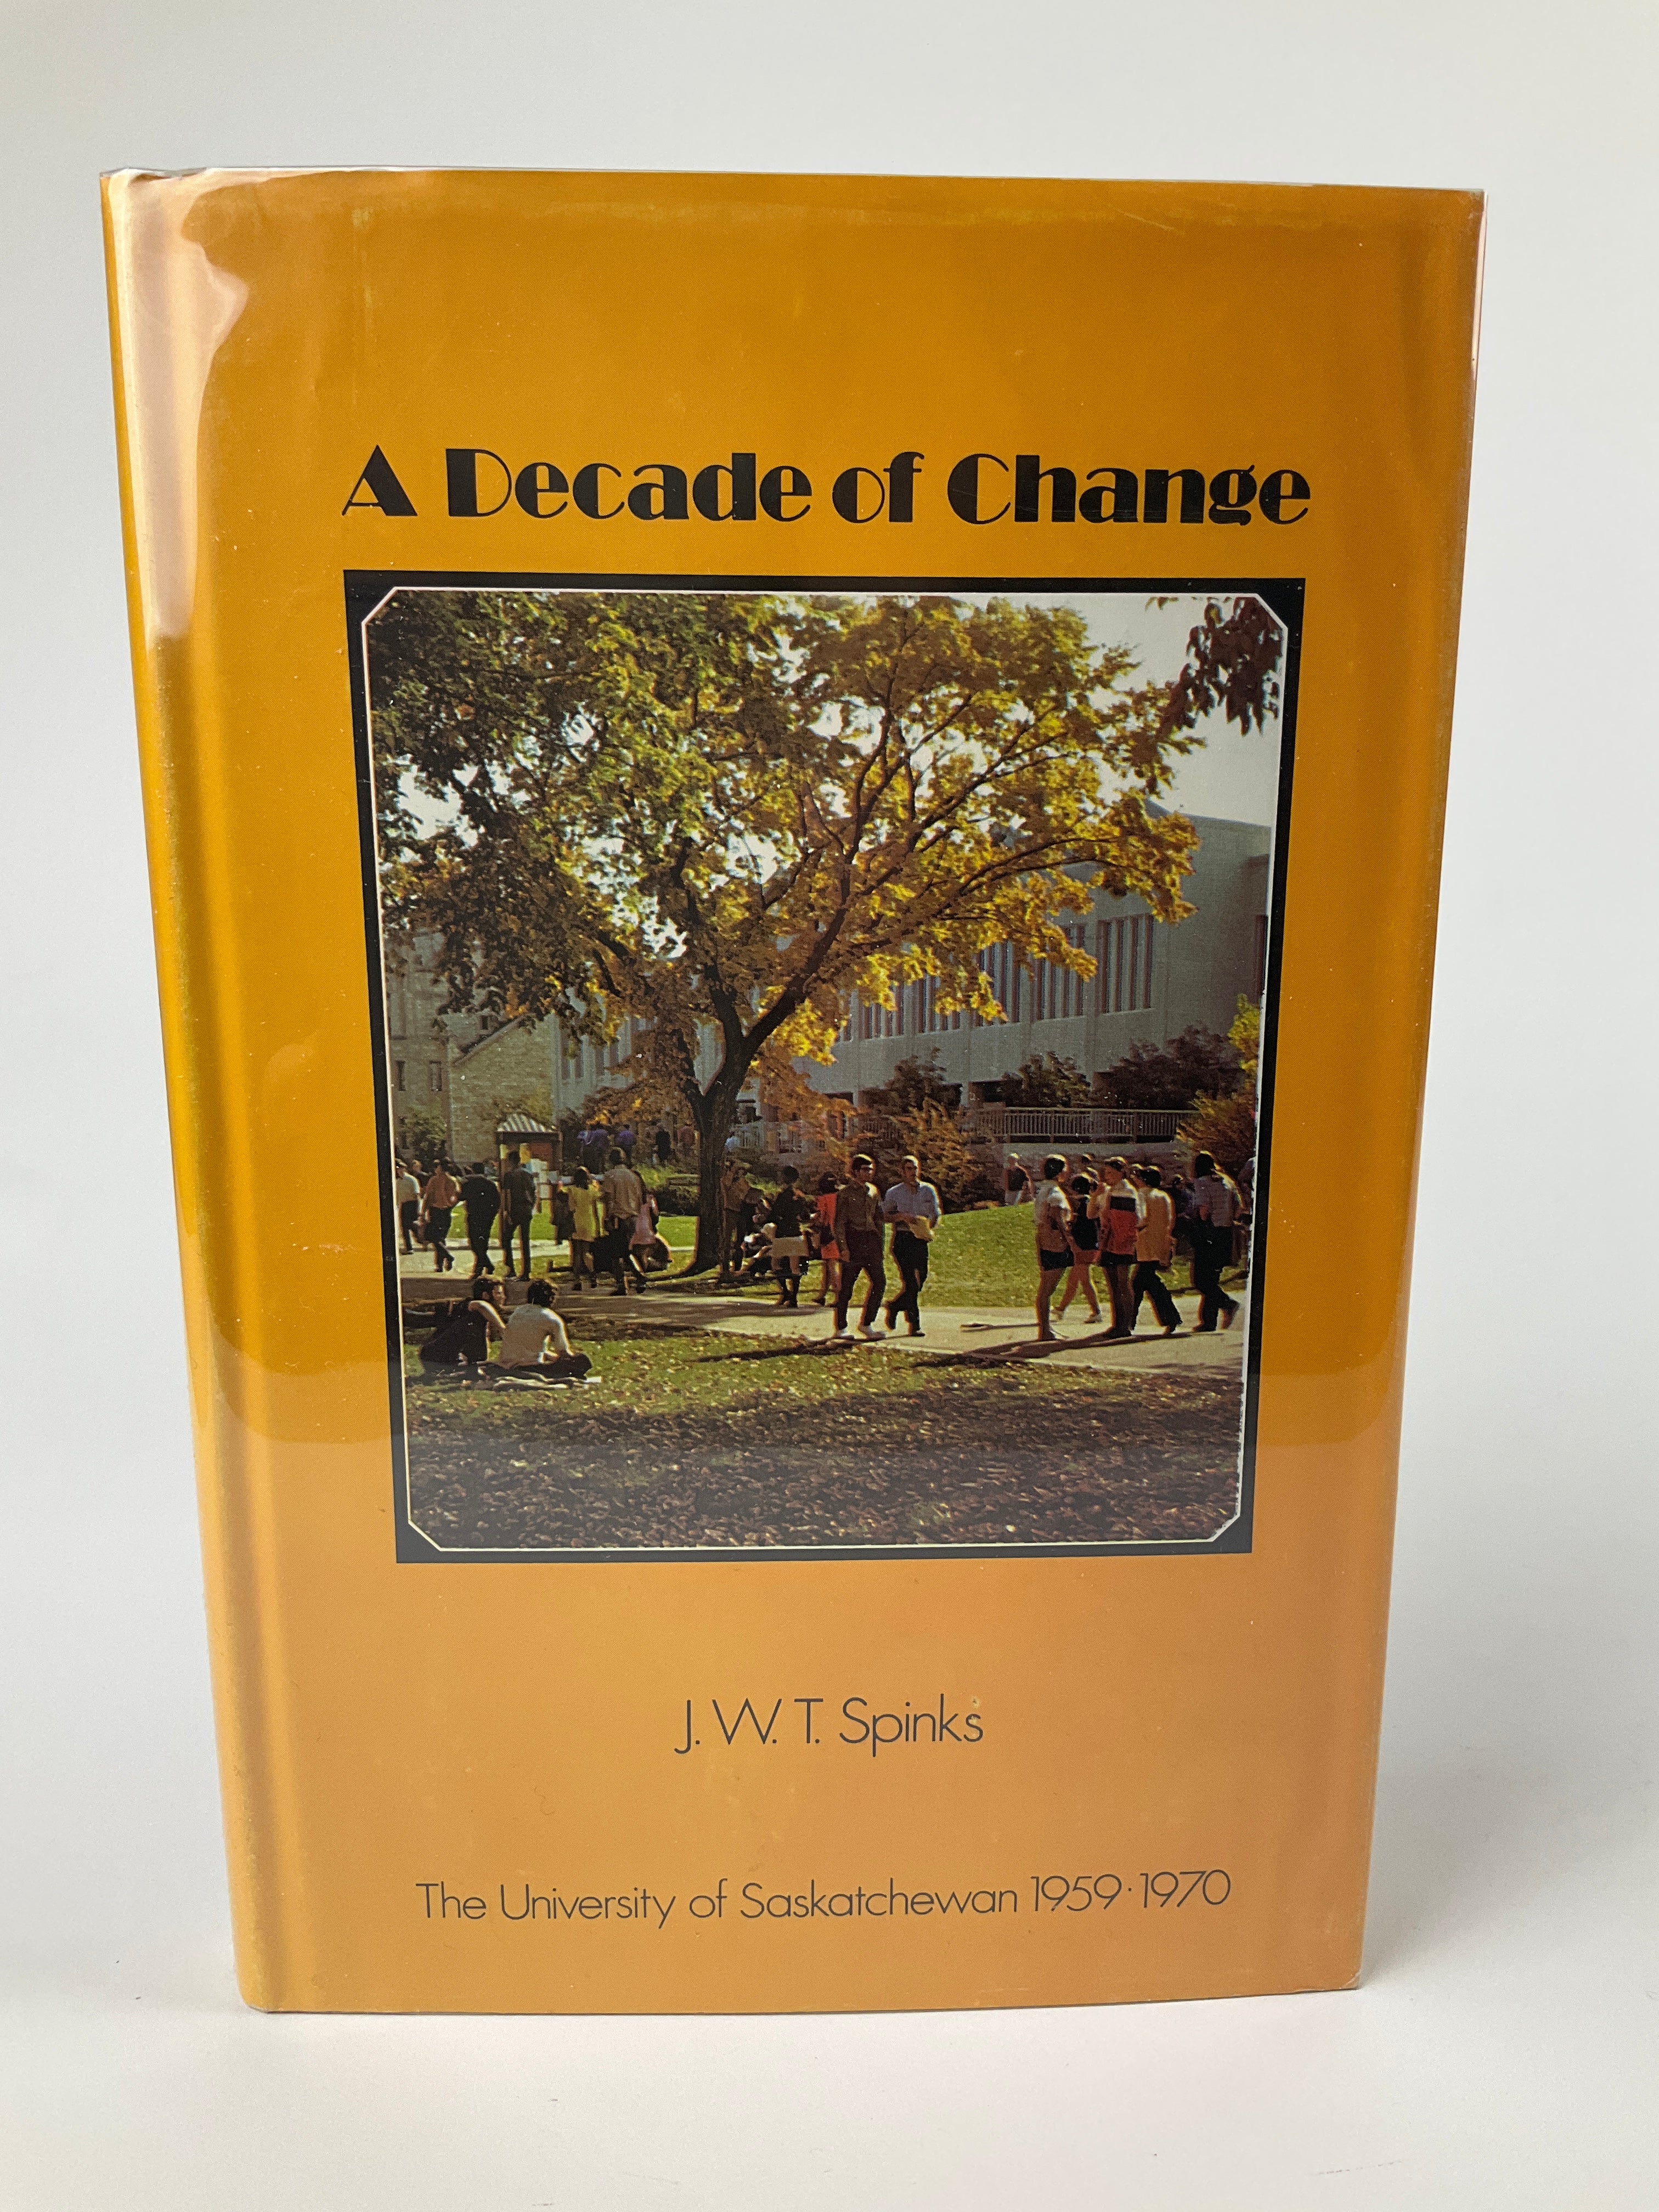 A Decade of Change
J. W. T. Spinks
The University of Saskatchewan 1959·1970